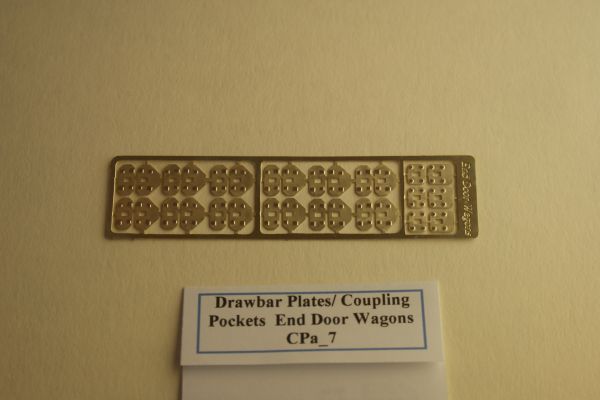 End Door Wagons
Drawbar Plates/ Coupling
Pockets End Door Wagons
CPa_7